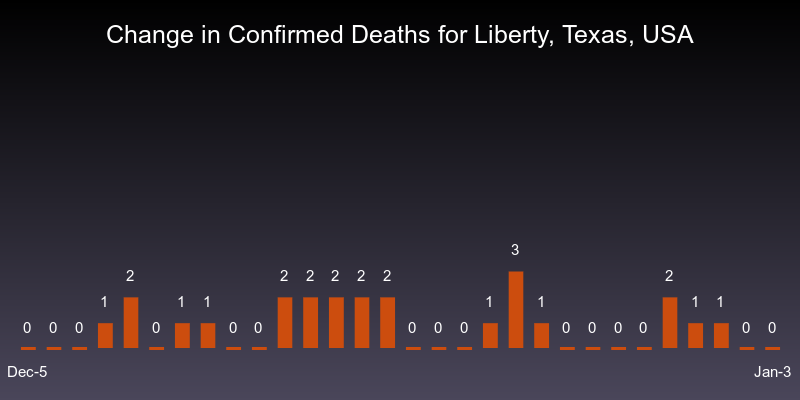 Change in Confirmed Deaths for Liberty, Texas, USA
3
2 2 2 2 2 2 2
1 1 1 1 1 1 1
0 0 0 0 0 0 0 0 0 0 0 0 0 0 0
Dec-5 Jan-3